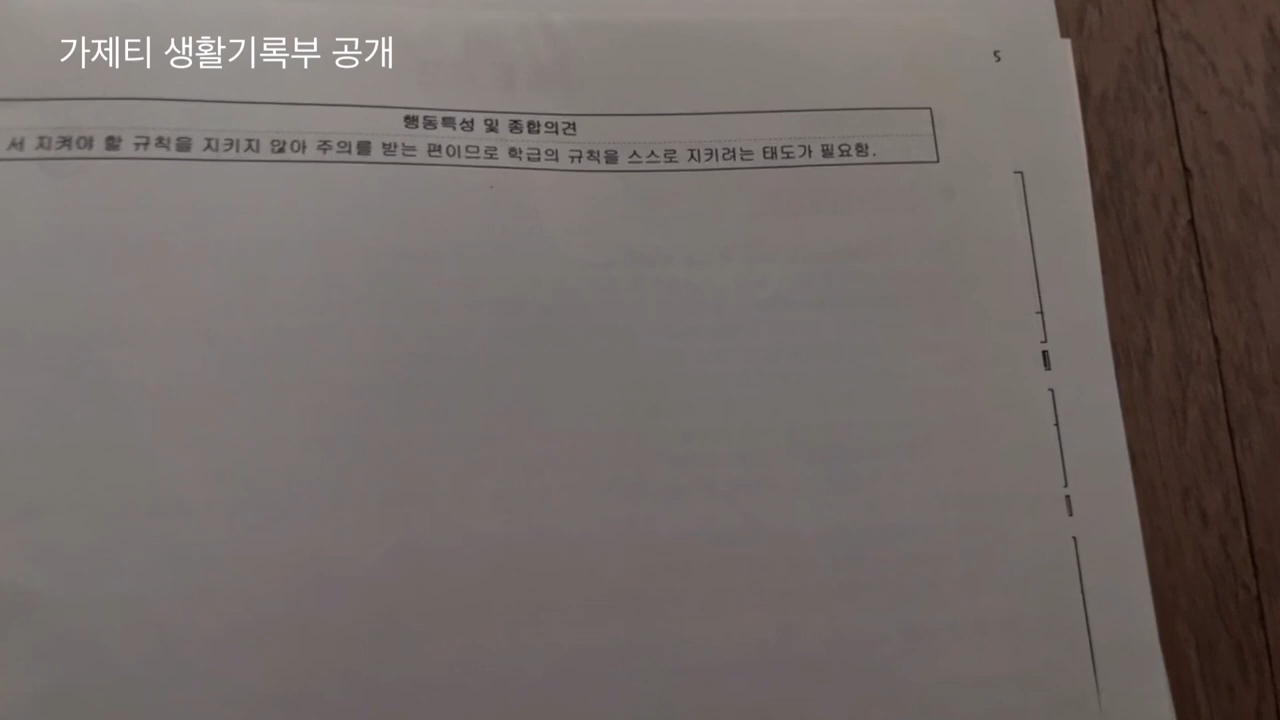 가제티 생활기록부 공개
5
행동특성 및 종합의견
서 지켜야 할 규칙을 지키지 않아 주의를 받는 편이므로 학급의 규칙을 스스로 지키려는 태도가 필요함.